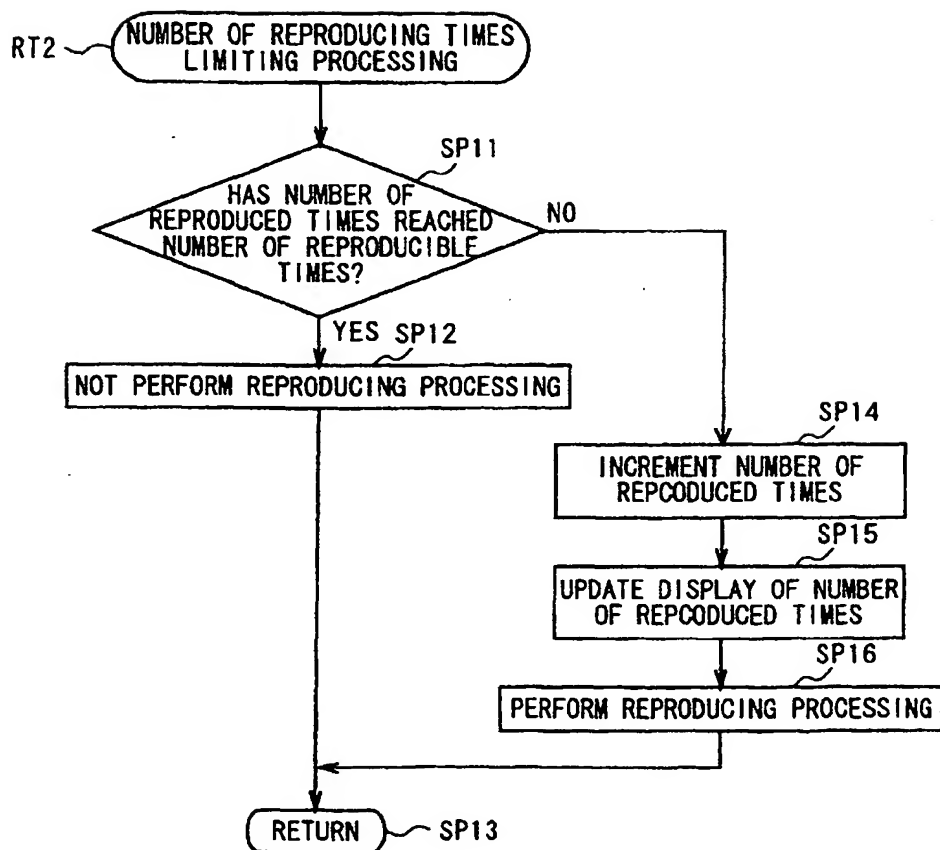 RT2
NUMBER OF REPRODUCING TIMES
LIMITING PROCESSING
SP11
HAS NUMBER OF
REPRODUCED TIMES REACHED
NUMBER OF REPRODUCIBLE
TIMES?
NO
YES
SP12
NOT PERFORM REPRODUCING PROCESSING
SP14
INCREMENT NUMBER OF
REPCODUCED TIMES
SP15
UPDATE DISPLAY OF NUMBER
OF REPCODUCED TIMES
SP16
PERFORM REPRODUCING PROCESSING
RETURN
SP13